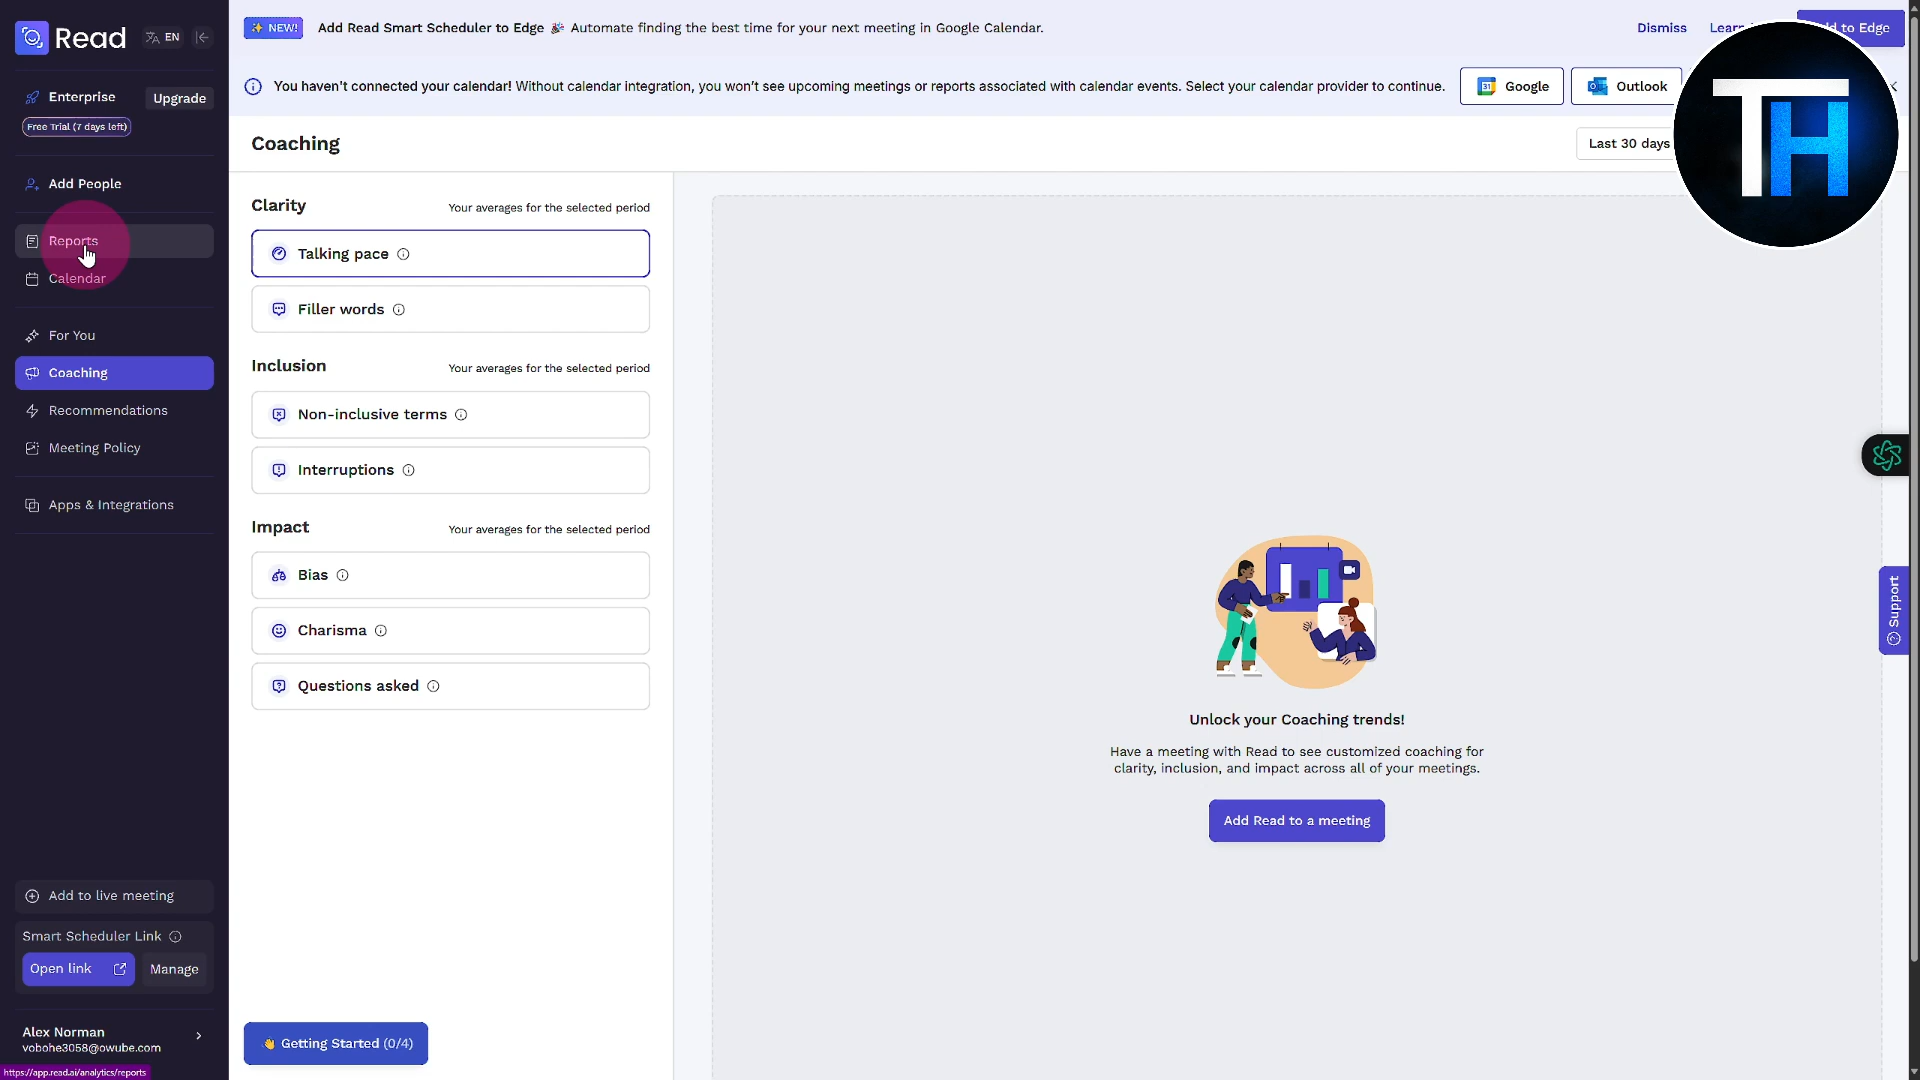 Read
EN
NEW!
Add Read Smart Scheduler to Edge 🎉 Automate finding the best time for your next meeting in Google Calendar.
Dismiss
to Edge
You haven't connected your calendar! Without calendar integration, you won't see upcoming meetings or reports associated with calendar events. Select your calendar provider to continue.
Google
Outlook
TH
Enterprise
Upgrade
Free Trial (7 days left)
Coaching
Last 30 days
Add People
Reports
Calendar
For You
Coaching
Recommendations
Meeting Policy
Apps & Integrations
Clarity
Your averages for the selected period
Talking pace
Filler words
Inclusion
Your averages for the selected period
Non-inclusive terms
Interruptions
Impact
Your averages for the selected period
Bias
Charisma
Questions asked
Unlock your Coaching trends!
Have a meeting with Read to see customized coaching for
clarity, inclusion, and impact across all of your meetings.
Add Read to a meeting
Support
Add to live meeting
Smart Scheduler Link
Open link
Manage
Alex Norman
vobohe3058@owube.com
👋 Getting Started (0/4)
https://app.read.ai/analytics/reports